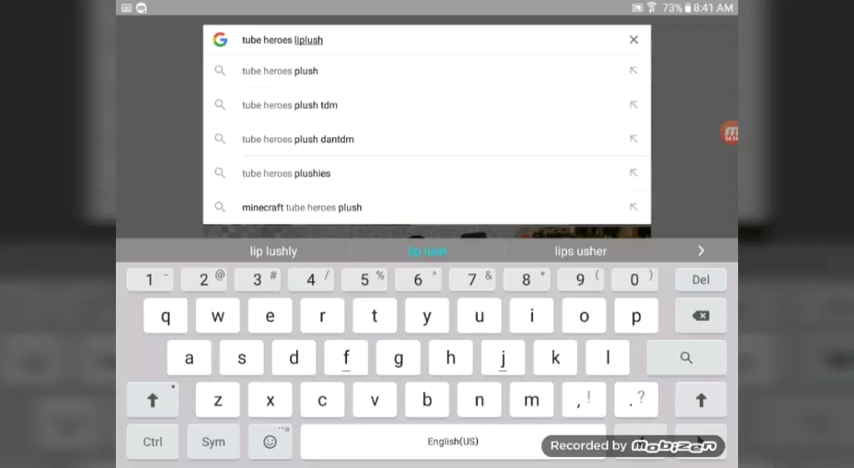 73% 8:41 AM
tube heroes liplush
tube heroes plush
tube heroes plush tdm
tube heroes plush dantdm
tube heroes plushies
minecraft tube heroes plush
lip lushly lip lush lips usher
1 - 2 @ 3 # 4 / 5 % 6 ^ 7 & 8 * 9 ( 0 ) Del
q w e r t y u i o p
a s d f g h j k l
z x c v b n m , ! . ?
Ctrl Sym English(US)
Recorded by mobizen